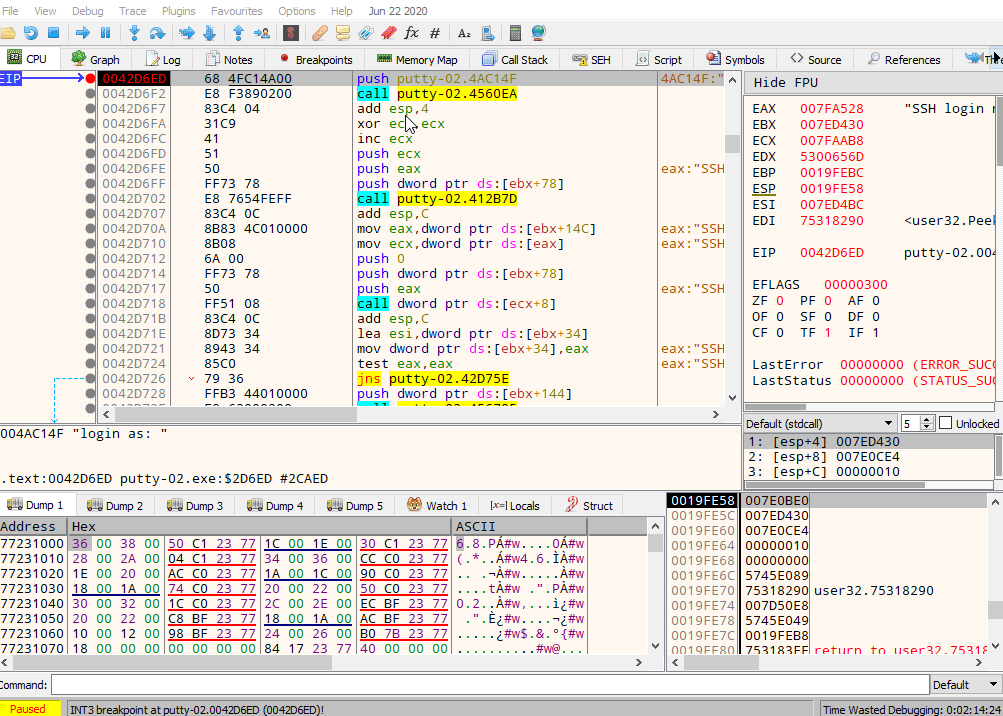 File View Debug Trace Plugins Favourites Options Help Jun 22 2020
CPU Graph Log Notes Breakpoints Memory Map Call Stack SEH Script Symbols Source References Thre
EIP 0042D6ED 68 4FC14A00 push putty-02.4AC14F 4AC14F:"
0042D6F2 E8 F3890200 call putty-02.4560EA
0042D6F7 83C4 04 add esp,4
0042D6FA 31C9 xor ecx,ecx
0042D6FC 41 inc ecx
0042D6FD 51 push ecx
0042D6FE 50 push eax eax:"SSH
0042D6FF FF73 78 push dword ptr ds:[ebx+78]
0042D702 E8 7654FEFF call putty-02.412B7D
0042D707 83C4 0C add esp,C
0042D70A 8B83 4C010000 mov eax,dword ptr ds:[ebx+14C] eax:"SSH
0042D710 8B08 mov ecx,dword ptr ds:[eax] eax:"SSH
0042D712 6A 00 push 0
0042D714 FF73 78 push dword ptr ds:[ebx+78]
0042D717 50 push eax eax:"SSH
0042D718 FF51 08 call dword ptr ds:[ecx+8]
0042D71B 83C4 0C add esp,C
0042D71E 8D73 34 lea esi,dword ptr ds:[ebx+34]
0042D721 8943 34 mov dword ptr ds:[ebx+34],eax eax:"SSH
0042D724 85C0 test eax,eax eax:"SSH
0042D726 79 36 jns putty-02.42D75E
0042D728 FFB3 44010000 push dword ptr ds:[ebx+144]
004AC14F "login as: "
.text:0042D6ED putty-02.exe:$2D6ED #2CAED
Hide FPU
EAX 007FA528 "SSH login n
EBX 007ED430
ECX 007FAAB8
EDX 5300656D
EBP 0019FEBC
ESP 0019FE58
ESI 007ED4BC
EDI 75318290 <user32.Peek
EIP 0042D6ED putty-02.004
EFLAGS 00000300
ZF 0 PF 0 AF 0
OF 0 SF 0 DF 0
CF 0 TF 1 IF 1
LastError 00000000 (ERROR_SUCC
LastStatus 00000000 (STATUS_SUC
Default (stdcall) 5 Unlocked
1: [esp+4] 007ED430
2: [esp+8] 007E0CE4
3: [esp+C] 00000010
Dump 1 Dump 2 Dump 3 Dump 4 Dump 5 Watch 1 Locals Struct
Address Hex ASCII
77231000 36 00 38 00 50 C1 23 77 1C 00 1E 00 30 C1 23 77 6.8.PÁ#w....0Á#w
77231010 28 00 2A 00 04 C1 23 77 34 00 36 00 CC C0 23 77 (.*..Á#w4.6.ÌÀ#w
77231020 1E 00 20 00 AC C0 23 77 1A 00 1C 00 90 C0 23 77 .. .¬À#w.....À#w
77231030 18 00 1A 00 74 C0 23 77 20 00 22 00 50 C0 23 77 ....tÀ#w .".PÀ#w
77231040 30 00 32 00 1C C0 23 77 2C 00 2E 00 EC BF 23 77 0.2..À#w,...ì¿#w
77231050 20 00 22 00 C8 BF 23 77 18 00 1A 00 AC BF 23 77  .".È¿#w....¬¿#w
77231060 10 00 12 00 98 BF 23 77 24 00 26 00 B0 7B 23 77 .....¿#w$.&.°{#w
77231070 18 00 00 00 00 00 00 00 84 17 23 77 40 00 00 00 ..........#w@...
0019FE58 007E0BE0
0019FE5C 007ED430
0019FE60 007E0CE4
0019FE64 00000010
0019FE68 00000000
0019FE6C 5745E089
0019FE70 75318290 user32.75318290
0019FE74 007D50E8
0019FE78 5745E049
0019FE7C 0019FEB8
0019FE80 753183FF return to user32.75318
Command: Default
Paused INT3 breakpoint at putty-02.0042D6ED (0042D6ED)! Time Wasted Debugging: 0:02:14:24